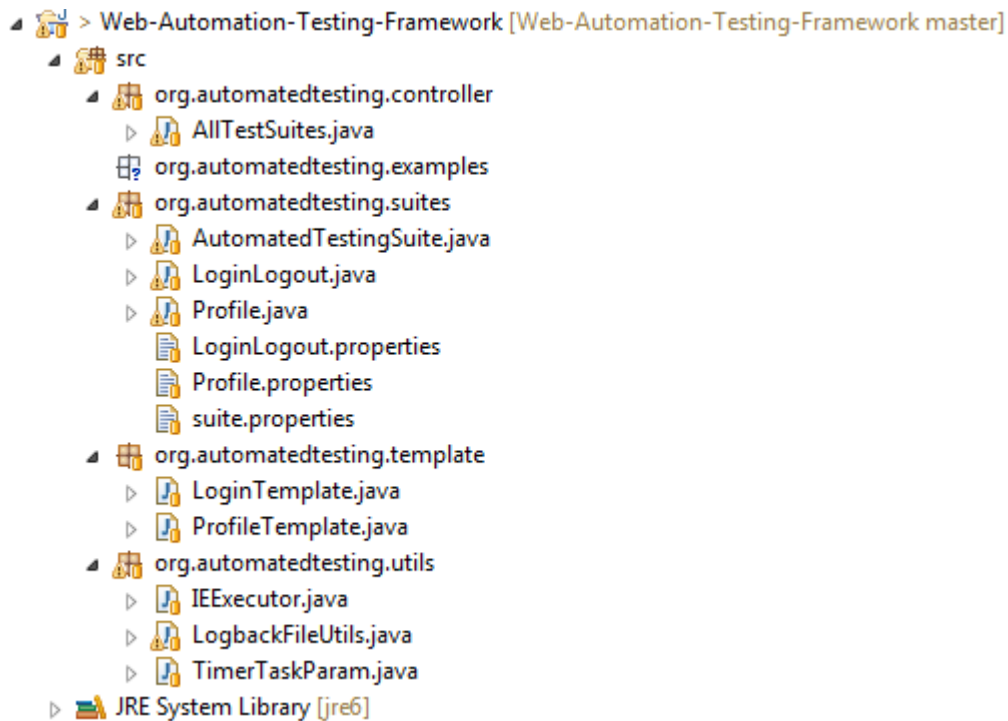 > Web-Automation-Testing-Framework [Web-Automation-Testing-Framework master]
src
org.automatedtesting.controller
AllTestSuites.java
org.automatedtesting.examples
org.automatedtesting.suites
AutomatedTestingSuite.java
LoginLogout.java
Profile.java
LoginLogout.properties
Profile.properties
suite.properties
org.automatedtesting.template
LoginTemplate.java
ProfileTemplate.java
org.automatedtesting.utils
IEExecutor.java
LogbackFileUtils.java
TimerTaskParam.java
JRE System Library [jre6]